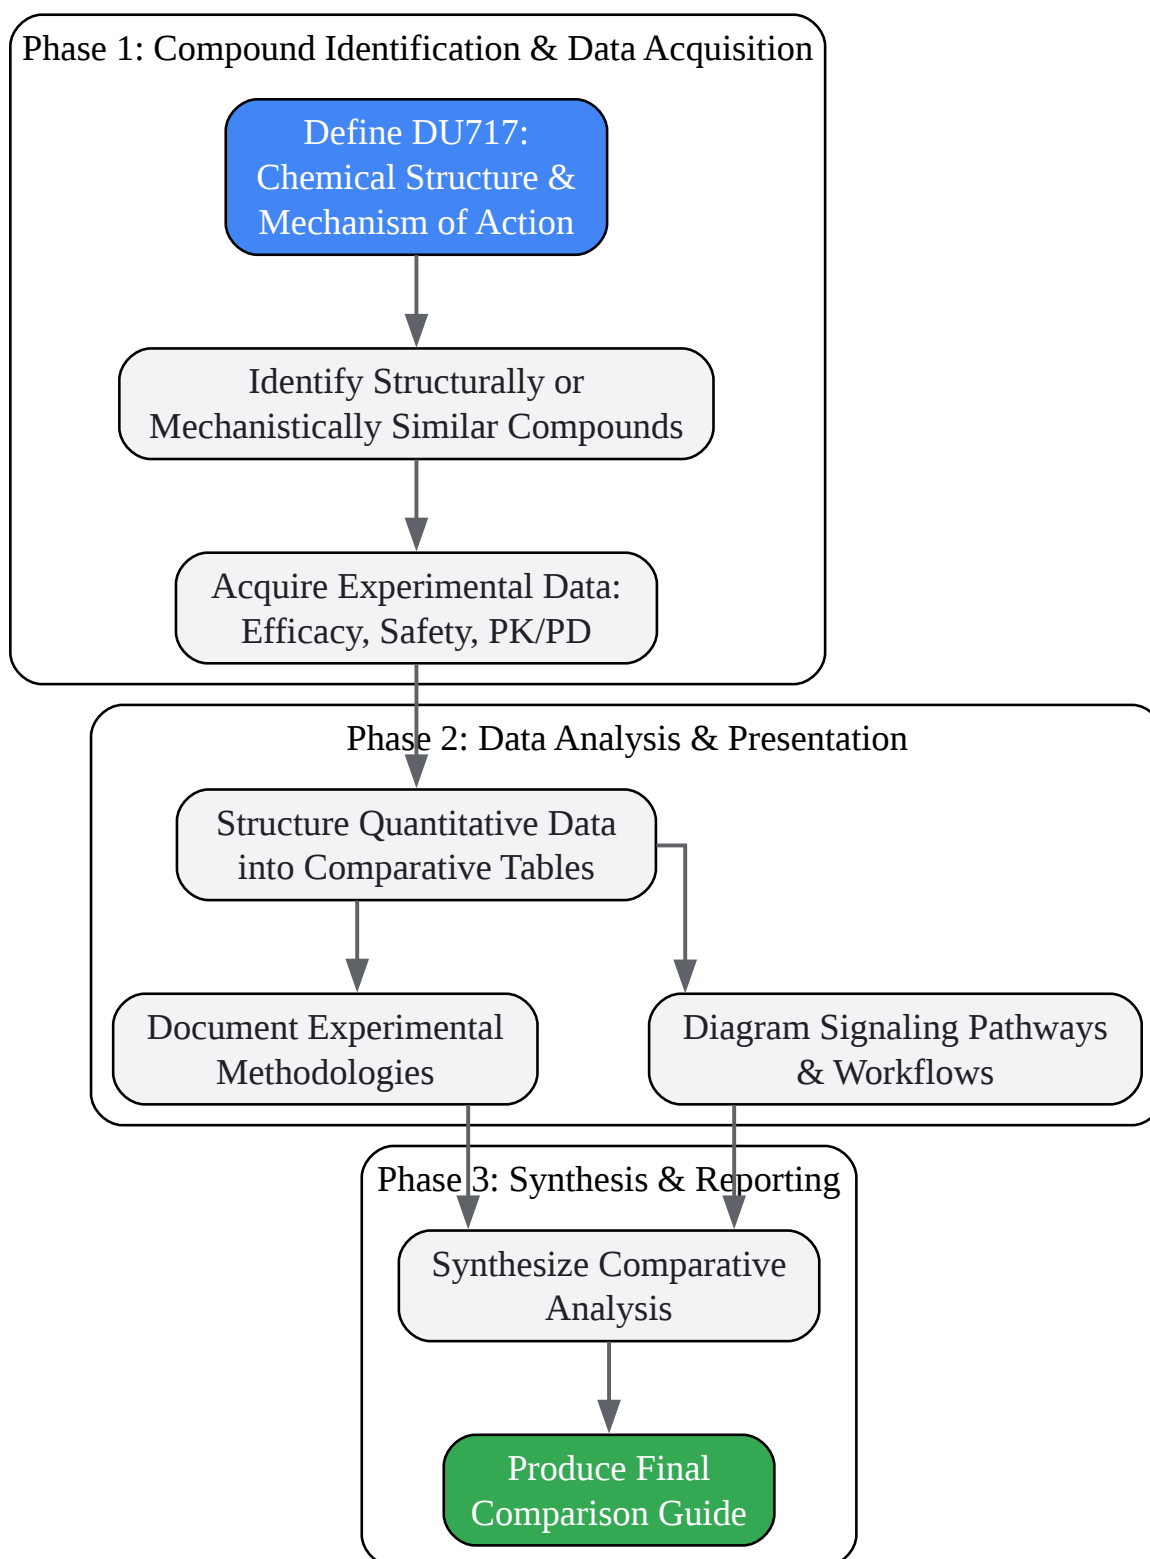 Phase 1: Compound Identification & Data Acquisition
Define DU717:
Chemical Structure &
Mechanism of Action
Identify Structurally or
Mechanistically Similar Compounds
Acquire Experimental Data:
Efficacy, Safety, PK/PD
Phase 2: Data Analysis & Presentation
Structure Quantitative Data
into Comparative Tables
Document Experimental
Methodologies
Diagram Signaling Pathways
& Workflows
Phase 3: Synthesis & Reporting
Synthesize Comparative
Analysis
Produce Final
Comparison Guide